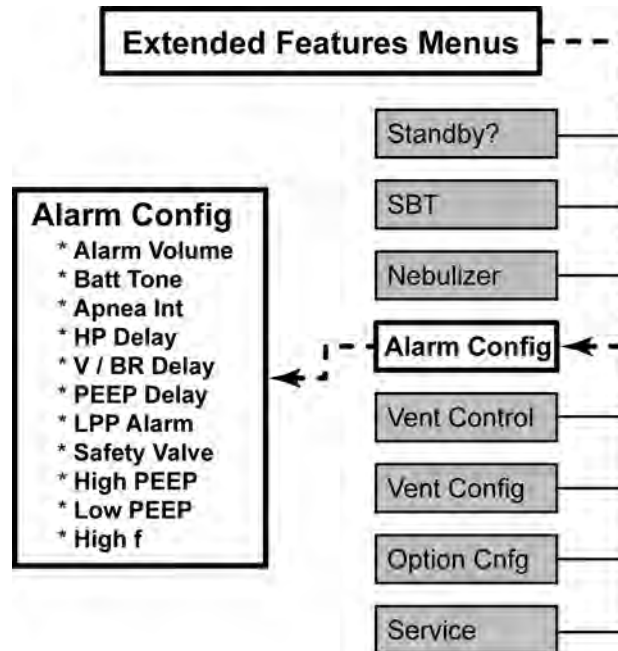 Extended Features Menus
Standby?
SBT
Nebulizer
Alarm Config
Vent Control
Vent Config
Option Cnfg
Service
Alarm Config
* Alarm Volume
* Batt Tone
* Apnea Int
* HP Delay
* V / BR Delay
* PEEP Delay
* LPP Alarm
* Safety Valve
* High PEEP
* Low PEEP
* High f